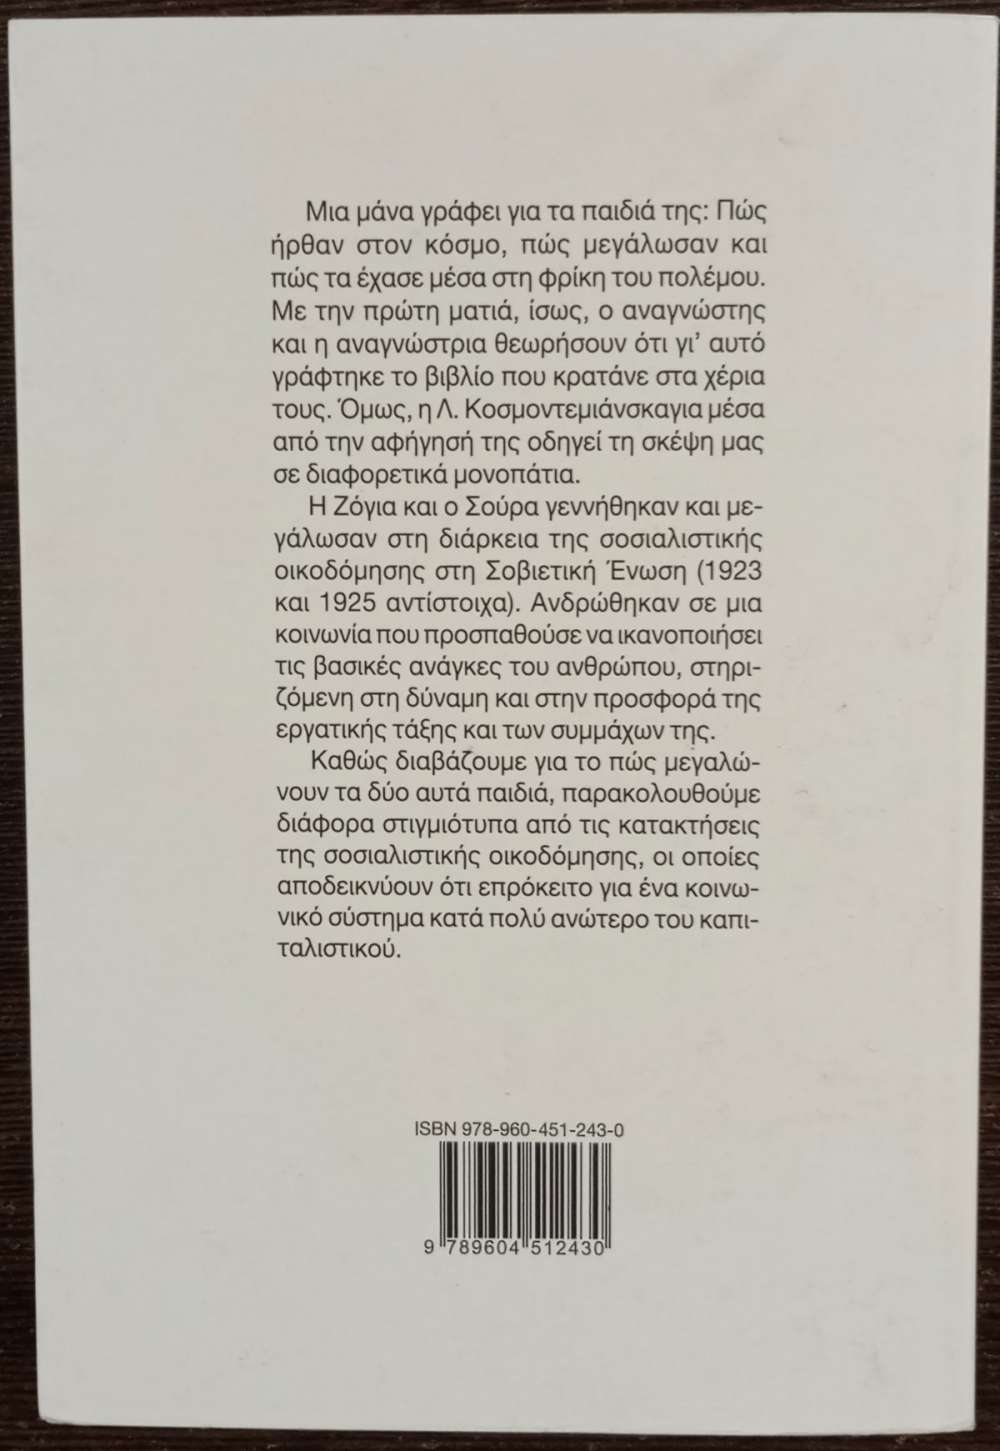 Μια μάνα γράφει για τα παιδιά της: Πώς
ήρθαν στον κόσμο, πώς μεγάλωσαν και
πώς τα έχασε μέσα στη φρίκη του πολέμου.
Με την πρώτη ματιά, ίσως, ο αναγνώστης
και η αναγνώστρια θεωρήσουν ότι γι’ αυτό
γράφτηκε το βιβλίο που κρατάνε στα χέρια
τους. Όμως, η Λ. Κοσμοντεμιάνσκαγια μέσα
από την αφήγησή της οδηγεί τη σκέψη μας
σε διαφορετικά μονοπάτια.
Η Ζόγια και ο Σούρα γεννήθηκαν και με-
γάλωσαν στη διάρκεια της σοσιαλιστικής
οικοδόμησης στη Σοβιετική Ένωση (1923
και 1925 αντίστοιχα). Ανδρώθηκαν σε μια
κοινωνία που προσπαθούσε να ικανοποιήσει
τις βασικές ανάγκες του ανθρώπου, στηρι-
ζόμενη στη δύναμη και στην προσφορά της
εργατικής τάξης και των συμμάχων της.
Καθώς διαβάζουμε για το πώς μεγαλώ-
νουν τα δύο αυτά παιδιά, παρακολουθούμε
διάφορα στιγμιότυπα από τις κατακτήσεις
της σοσιαλιστικής οικοδόμησης, οι οποίες
αποδεικνύουν ότι επρόκειτο για ένα κοινω-
νικό σύστημα κατά πολύ ανώτερο του καπι-
ταλιστικού.
ISBN 978-960-451-243-0
9 789604 512430